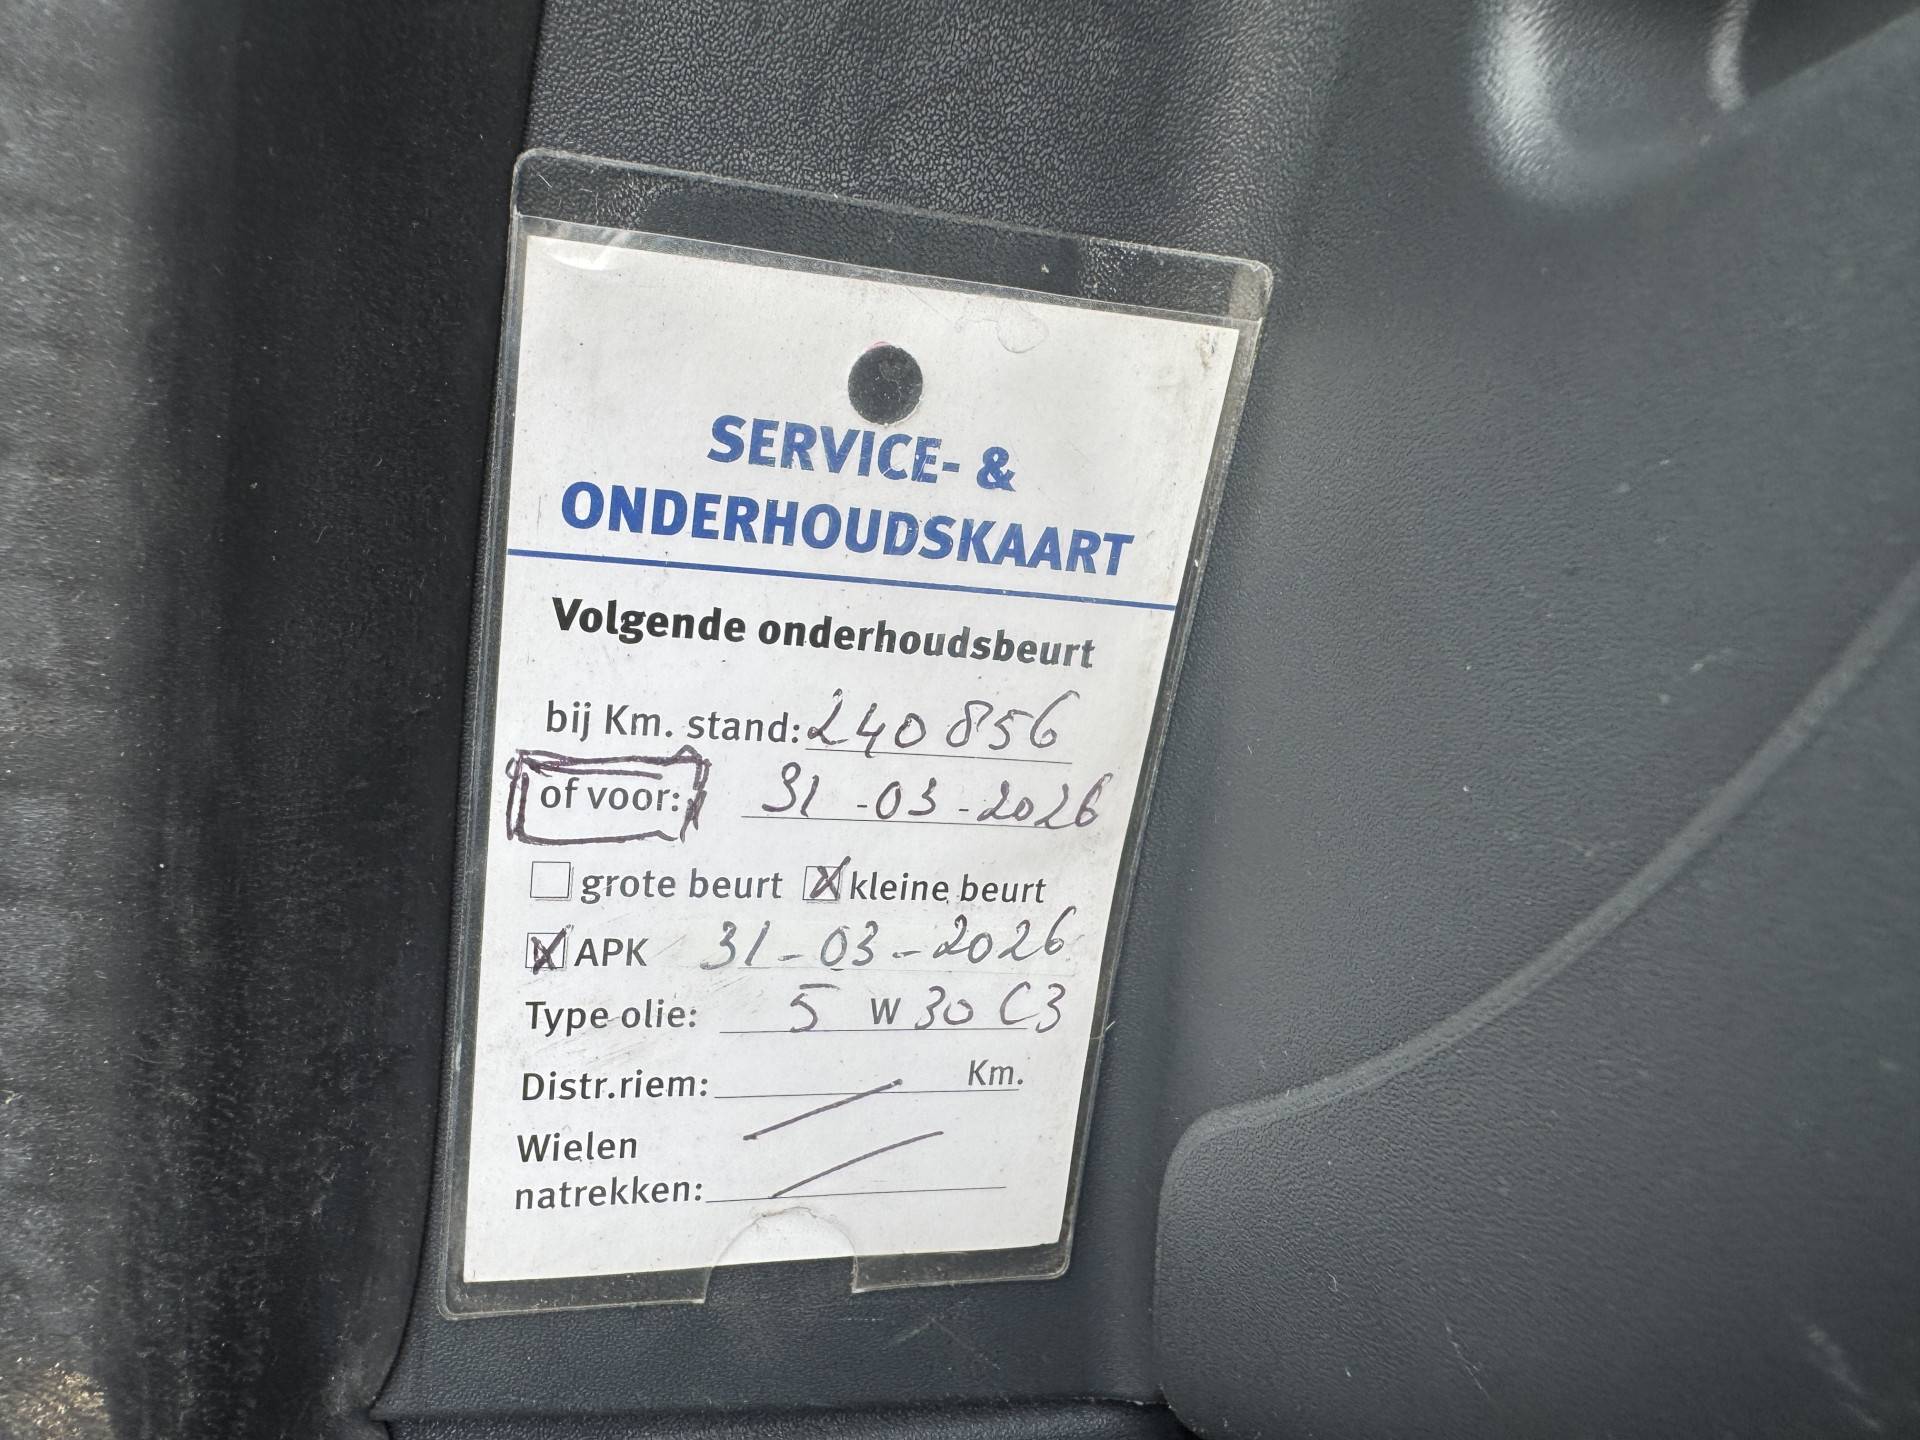 SERVICE- &
ONDERHOUDSKAART
Volgende onderhoudsbeurt
bij Km. stand: 240856
of voor: 31-03-2026
grote beurt X kleine beurt
X APK 31-03-2026
Type olie: 5 W 30 C3
Distr.riem: Km.
Wielen
natrekken: